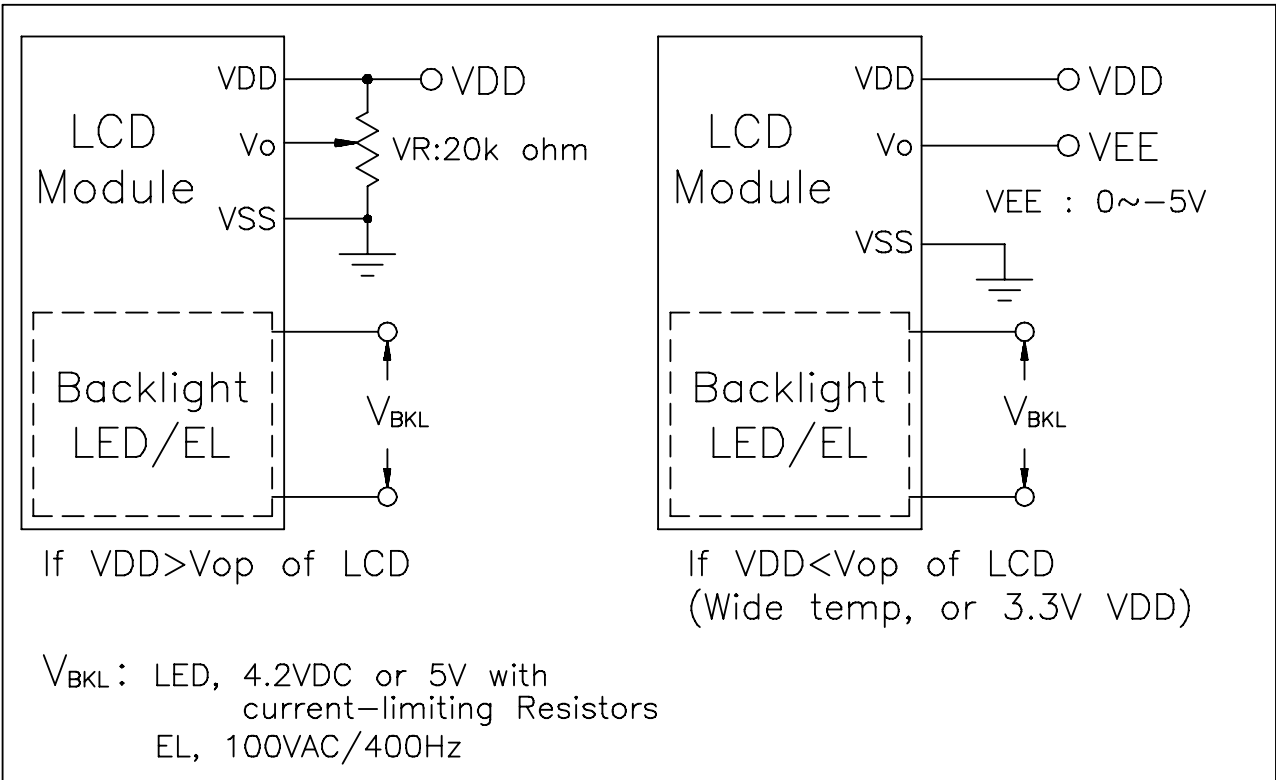 VDD
VDD
LCD
Module
Vo
VR:20k ohm
VSS
Backlight
LED/EL
VBKL
If VDD>Vop of LCD
VDD
VDD
LCD
Module
Vo
VEE
VEE : 0~-5V
VSS
Backlight
LED/EL
VBKL
If VDD<Vop of LCD
(Wide temp, or 3.3V VDD)
VBKL: LED, 4.2VDC or 5V with
current-limiting Resistors
EL, 100VAC/400Hz